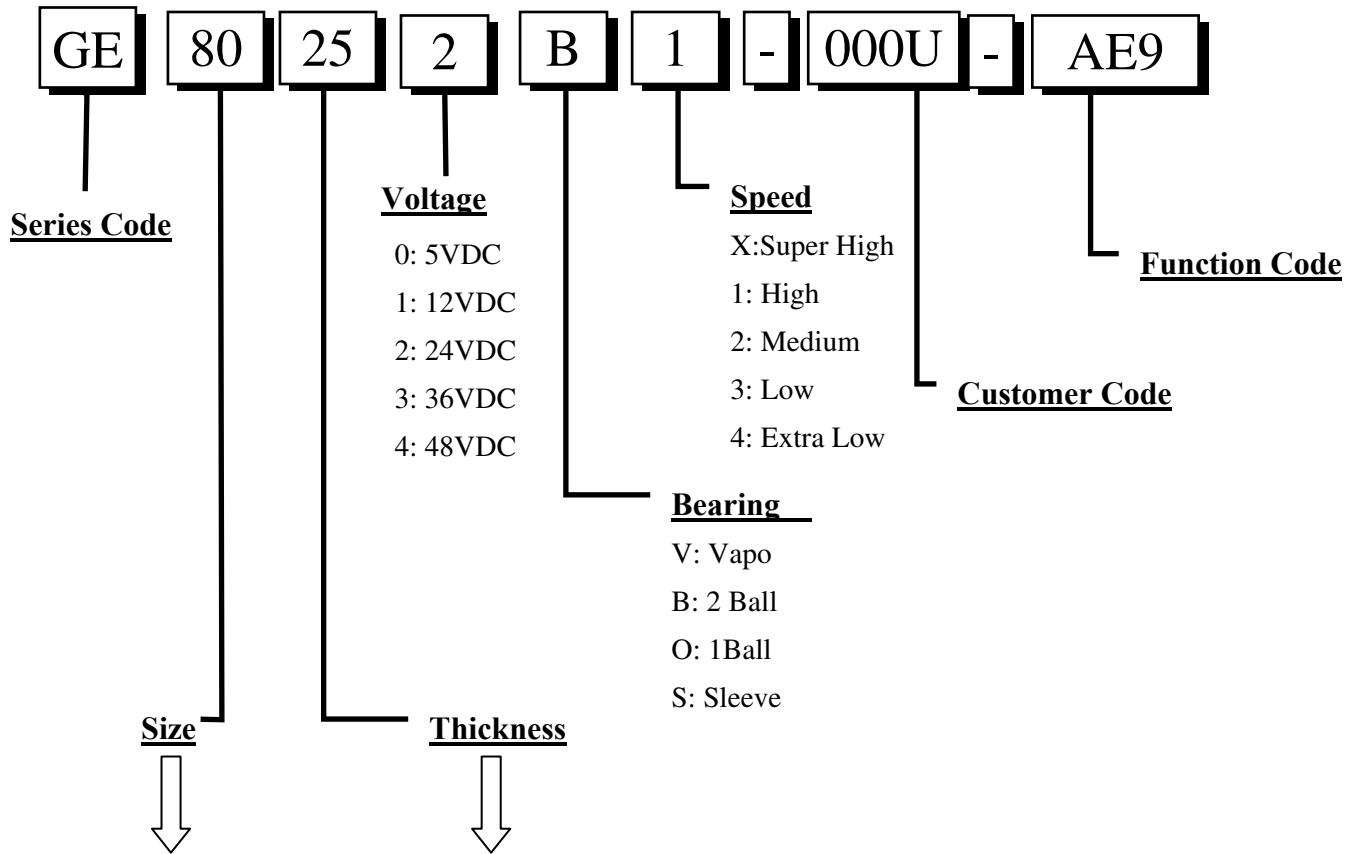 GE 80 25 2 B 1 - 000U - AE9
Series Code
Voltage
0: 5VDC
1: 12VDC
2: 24VDC
3: 36VDC
4: 48VDC
Speed
X:Super High
1: High
2: Medium
3: Low
4: Extra Low
Function Code
Customer Code
Bearing
V: Vapo
B: 2 Ball
O: 1Ball
S: Sleeve
Size
Thickness